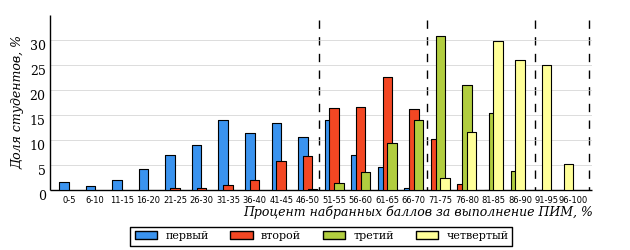 Доля студентов, %
30
25
20
15
10
5
0
0-5 6-10 11-15 16-20 21-25 26-30 31-35 36-40 41-45 46-50 51-55 56-60 61-65 66-70 71-75 76-80 81-85 86-90 91-95 96-100
Процент набранных баллов за выполнение ПИМ, %
первый второй третий четвертый